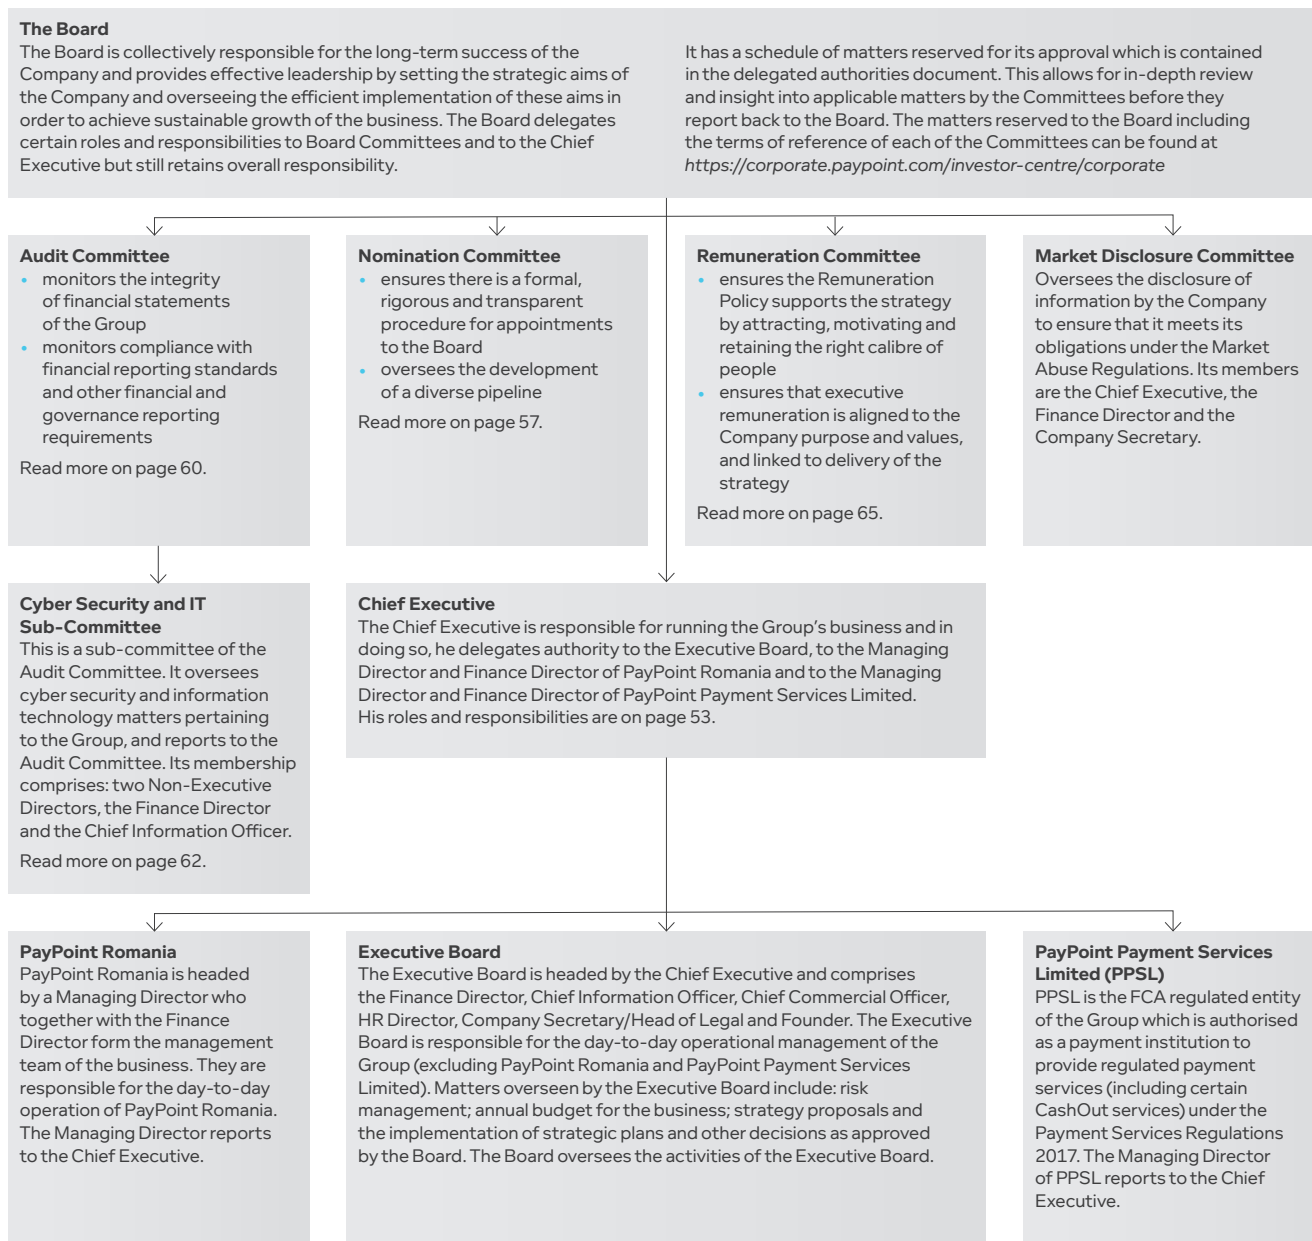 The Board
The Board is collectively responsible for the long-term success of the
Company and provides effective leadership by setting the strategic aims of
the Company and overseeing the efficient implementation of these aims in
order to achieve sustainable growth of the business. The Board delegates
certain roles and responsibilities to Board Committees and to the Chief
Executive but still retains overall responsibility.
It has a schedule of matters reserved for its approval which is contained
in the delegated authorities document. This allows for in-depth review
and insight into applicable matters by the Committees before they
report back to the Board. The matters reserved to the Board including
the terms of reference of each of the Committees can be found at
https://corporate.paypoint.com/investor-centre/corporate
Audit Committee
• monitors the integrity
of financial statements
of the Group
• monitors compliance with
financial reporting standards
and other financial and
governance reporting
requirements
Read more on page 60.
Nomination Committee
• ensures there is a formal,
rigorous and transparent
procedure for appointments
to the Board
• oversees the development
of a diverse pipeline
Read more on page 57.
Remuneration Committee
• ensures the Remuneration
Policy supports the strategy
by attracting, motivating and
retaining the right calibre of
people
• ensures that executive
remuneration is aligned to the
Company purpose and values,
and linked to delivery of the
strategy
Read more on page 65.
Market Disclosure Committee
Oversees the disclosure of
information by the Company
to ensure that it meets its
obligations under the Market
Abuse Regulations. Its members
are the Chief Executive, the
Finance Director and the
Company Secretary.
Cyber Security and IT
Sub-Committee
This is a sub-committee of the
Audit Committee. It oversees
cyber security and information
technology matters pertaining
to the Group, and reports to the
Audit Committee. Its membership
comprises: two Non-Executive
Directors, the Finance Director
and the Chief Information Officer.
Read more on page 62.
Chief Executive
The Chief Executive is responsible for running the Group's business and in
doing so, he delegates authority to the Executive Board, to the Managing
Director and Finance Director of PayPoint Romania and to the Managing
Director and Finance Director of PayPoint Payment Services Limited.
His roles and responsibilities are on page 53.
PayPoint Romania
PayPoint Romania is headed
by a Managing Director who
together with the Finance
Director form the management
team of the business. They are
responsible for the day-to-day
operation of PayPoint Romania.
The Managing Director reports
to the Chief Executive.
Executive Board
The Executive Board is headed by the Chief Executive and comprises
the Finance Director, Chief Information Officer, Chief Commercial Officer,
HR Director, Company Secretary/Head of Legal and Founder. The Executive
Board is responsible for the day-to-day operational management of the
Group (excluding PayPoint Romania and PayPoint Payment Services
Limited). Matters overseen by the Executive Board include: risk
management; annual budget for the business; strategy proposals and
the implementation of strategic plans and other decisions as approved
by the Board. The Board oversees the activities of the Executive Board.
PayPoint Payment Services
Limited (PPSL)
PPSL is the FCA regulated entity
of the Group which is authorised
as a payment institution to
provide regulated payment
services (including certain
CashOut services) under the
Payment Services Regulations
2017. The Managing Director
of PPSL reports to the Chief
Executive.